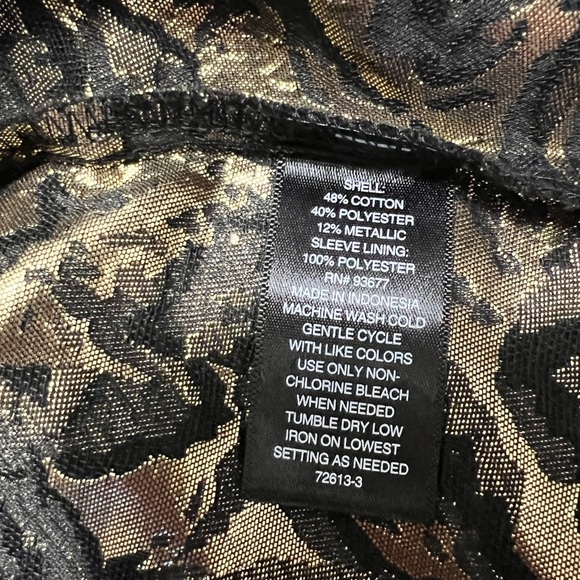 SHELL:
48% COTTON
40% POLYESTER
12% METALLIC
SLEEVE LINING:
100% POLYESTER
RN# 93677
MADE IN INDONESIA
MACHINE WASH COLD
GENTLE CYCLE
WITH LIKE COLORS
USE ONLY NON-
CHLORINE BLEACH
WHEN NEEDED
TUMBLE DRY LOW
IRON ON LOWEST
SETTING AS NEEDED
72613-3